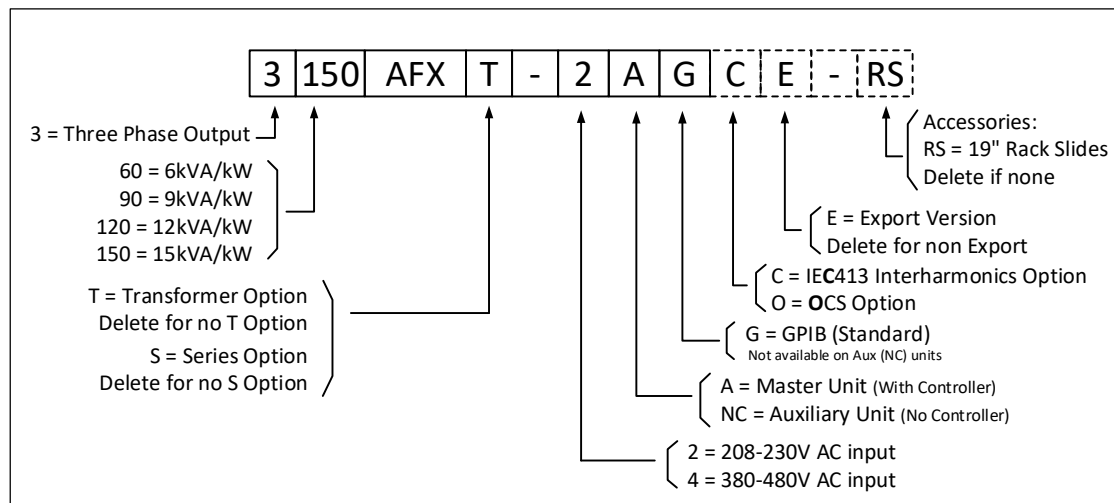 3 150 AFX T - 2 A G C E - RS
3 = Three Phase Output
60 = 6kVA/kW
90 = 9kVA/kW
120 = 12kVA/kW
150 = 15kVA/kW
T = Transformer Option
Delete for no T Option
S = Series Option
Delete for no S Option
Accessories:
RS = 19" Rack Slides
Delete if none
E = Export Version
Delete for non Export
C = IEC413 Interharmonics Option
O = OCS Option
G = GPIB (Standard)
Not available on Aux (NC) units
A = Master Unit (With Controller)
NC = Auxiliary Unit (No Controller)
2 = 208-230V AC input
4 = 380-480V AC input